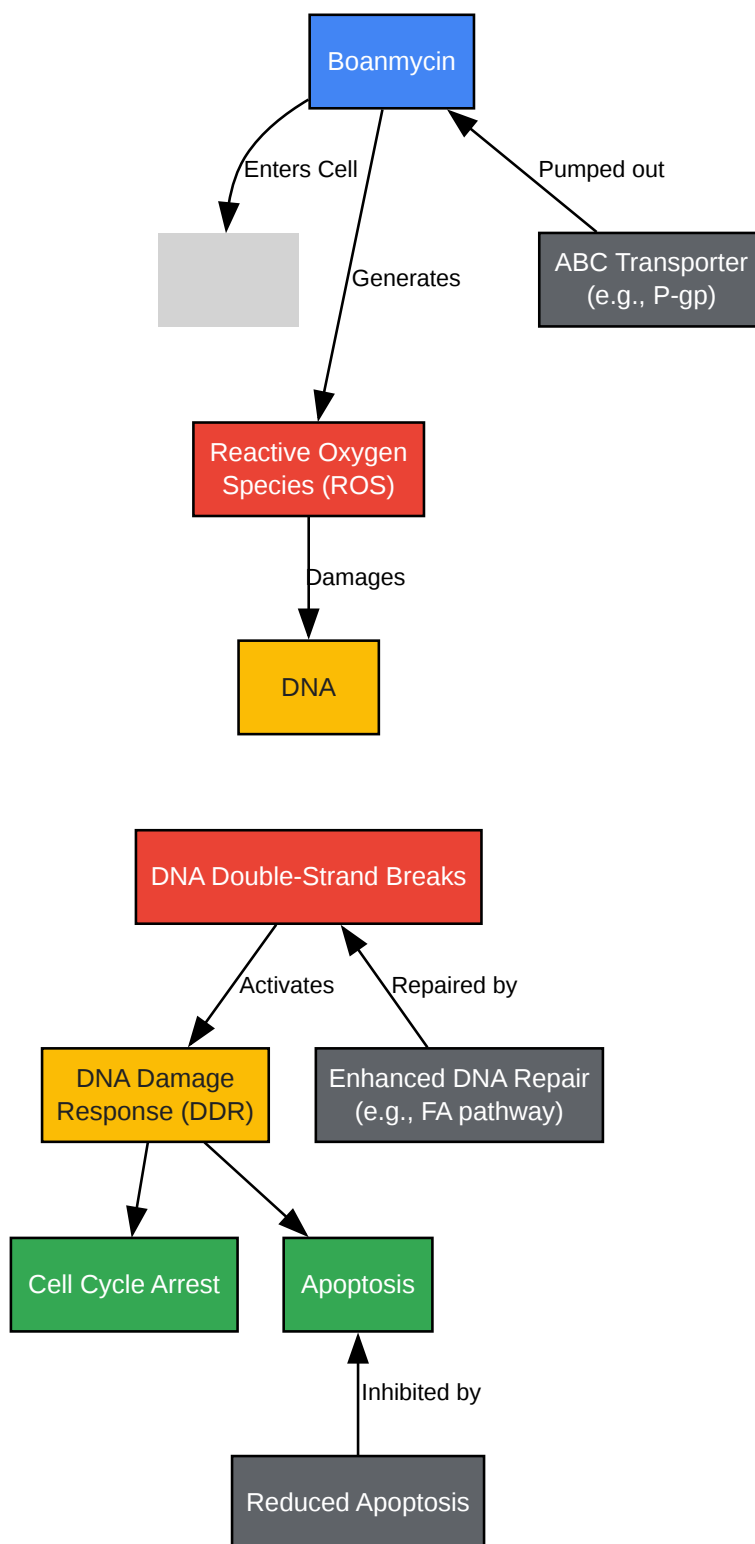 Boanmycin
Enters Cell
Pumped out
ABC Transporter
(e.g., P-gp)
Generates
Reactive Oxygen
Species (ROS)
Damages
DNA
DNA Double-Strand Breaks
Activates
Repaired by
DNA Damage
Response (DDR)
Enhanced DNA Repair
(e.g., FA pathway)
Cell Cycle Arrest
Apoptosis
Inhibited by
Reduced Apoptosis